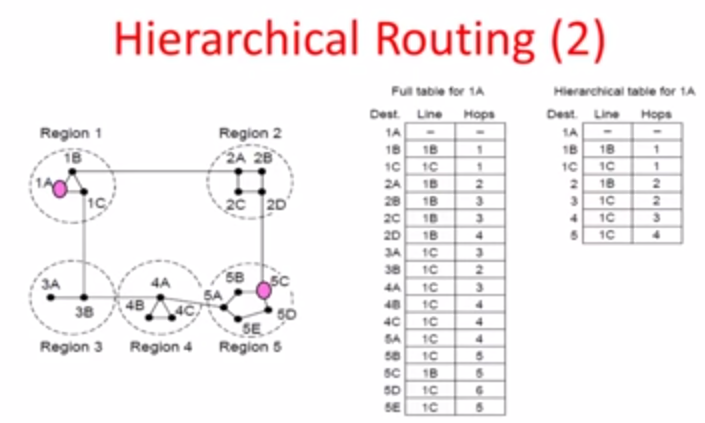 Hierarchical Routing (2)
Full table for 1A
Hierarchical table for 1A
Dest. Line Hops
Dest. Line Hops
1A – –
1B 1B 1
1C 1C 1
2A 1B 2
2B 1B 3
2C 1B 3
2D 1B 4
3A 1C 3
3B 1C 2
4A 1C 3
4B 1C 4
4C 1C 4
5A 1C 4
5B 1C 5
5C 1B 5
5D 1C 6
5E 1C 5
1A – –
1B 1B 1
1C 1C 1
2 1B 2
3 1C 2
4 1C 3
5 1C 4
Region 1
Region 2
1B
1A
1C
2A 2B
2C 2D
3A
3B
4A
4B
4C
5A
5B
5C
5D
5E
Region 3
Region 4
Region 5